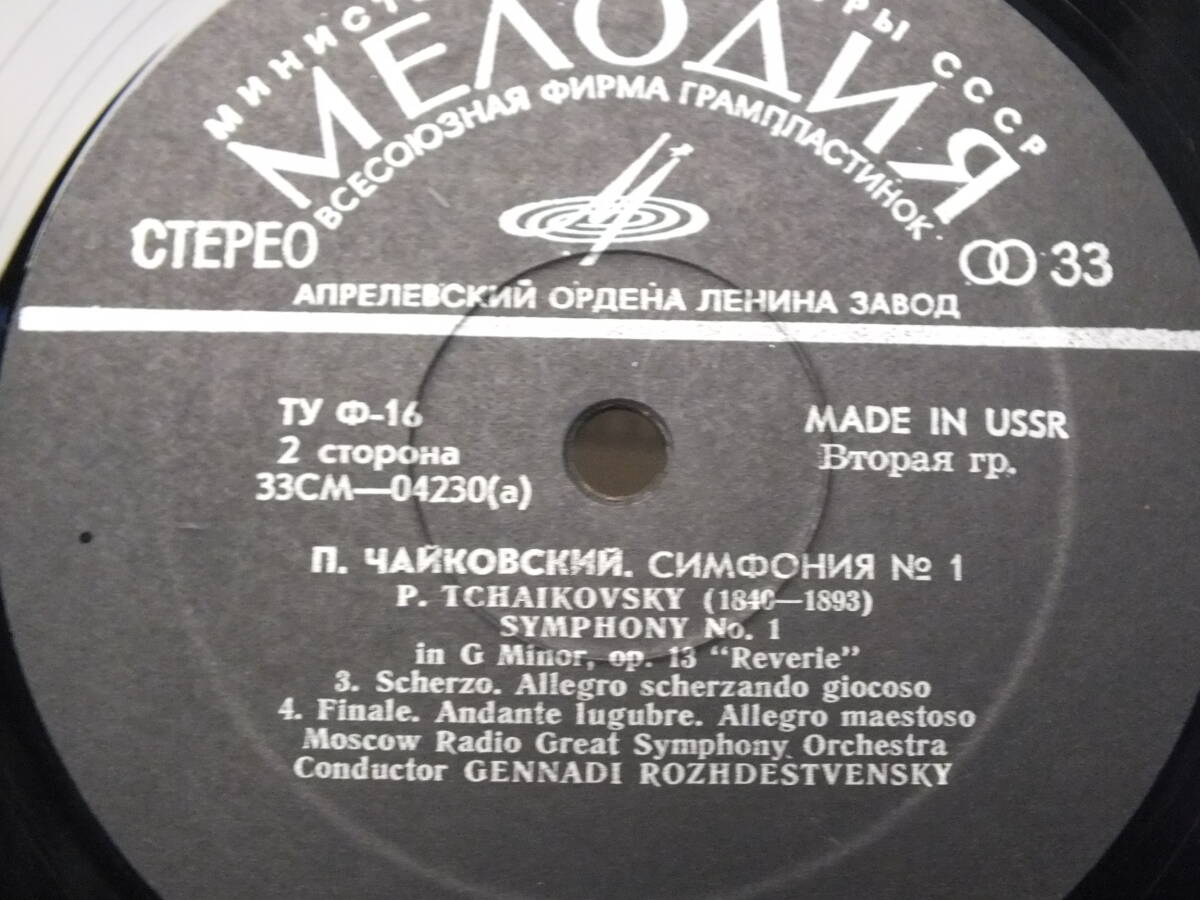 МЕЛОДИЯ
ВСЕСОЮЗНАЯ ФИРМА ГРАМПЛАСТИНОК
СССР
СТЕРЕО
33
АПРЕЛЕВСКИЙ ОРДЕНА ЛЕНИНА ЗАВОД
ТУ Ф-16
MADE IN USSR
2 сторона
Вторая гр.
33СМ—04230(а)
П. ЧАЙКОВСКИЙ. СИМФОНИЯ № 1
P. TCHAIKOVSKY (1840—1893)
SYMPHONY No. 1
in G Minor, op. 13 “Reverie”
3. Scherzo. Allegro scherzando giocoso
4. Finale. Andante lugubre. Allegro maestoso
Moscow Radio Great Symphony Orchestra
Conductor GENNADI ROZHDESTVENSKY